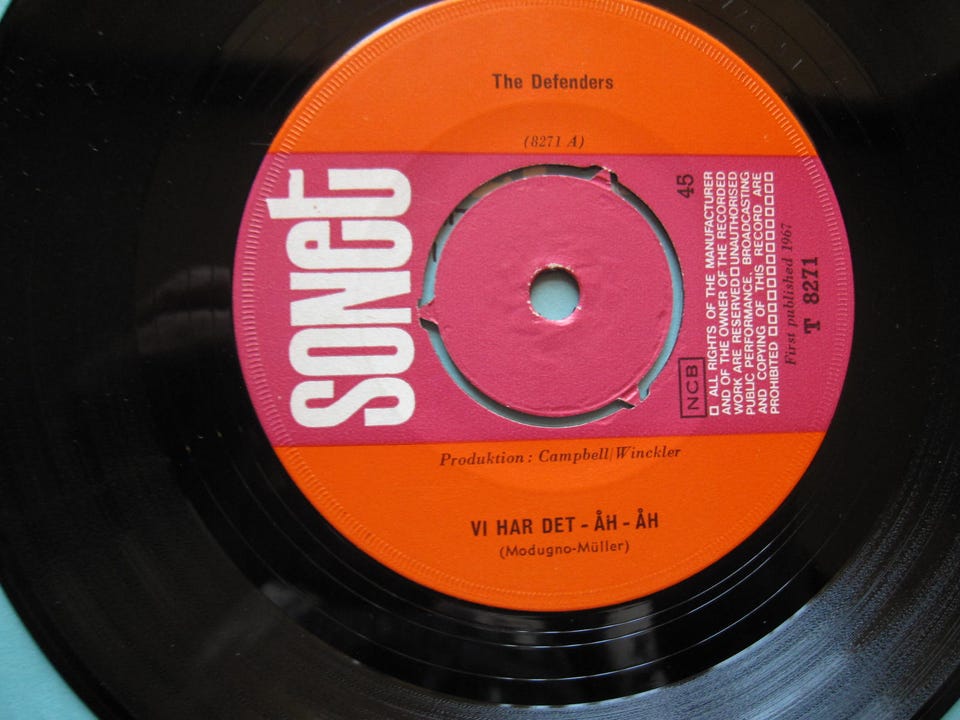 The Defenders
(8271 A)
SONET
45
ALL RIGHTS OF THE MANUFACTURER
AND OF THE OWNER OF THE RECORDED
WORK ARE RESERVED UNAUTHORISED
PUBLIC PERFORMANCE, BROADCASTING
AND COPYING OF THIS RECORD ARE
PROHIBITED
First published 1967
T 8271
NCB
Produktion: Campbell/Winckler
VI HAR DET - ÅH - ÅH
(Modugno-Müller)